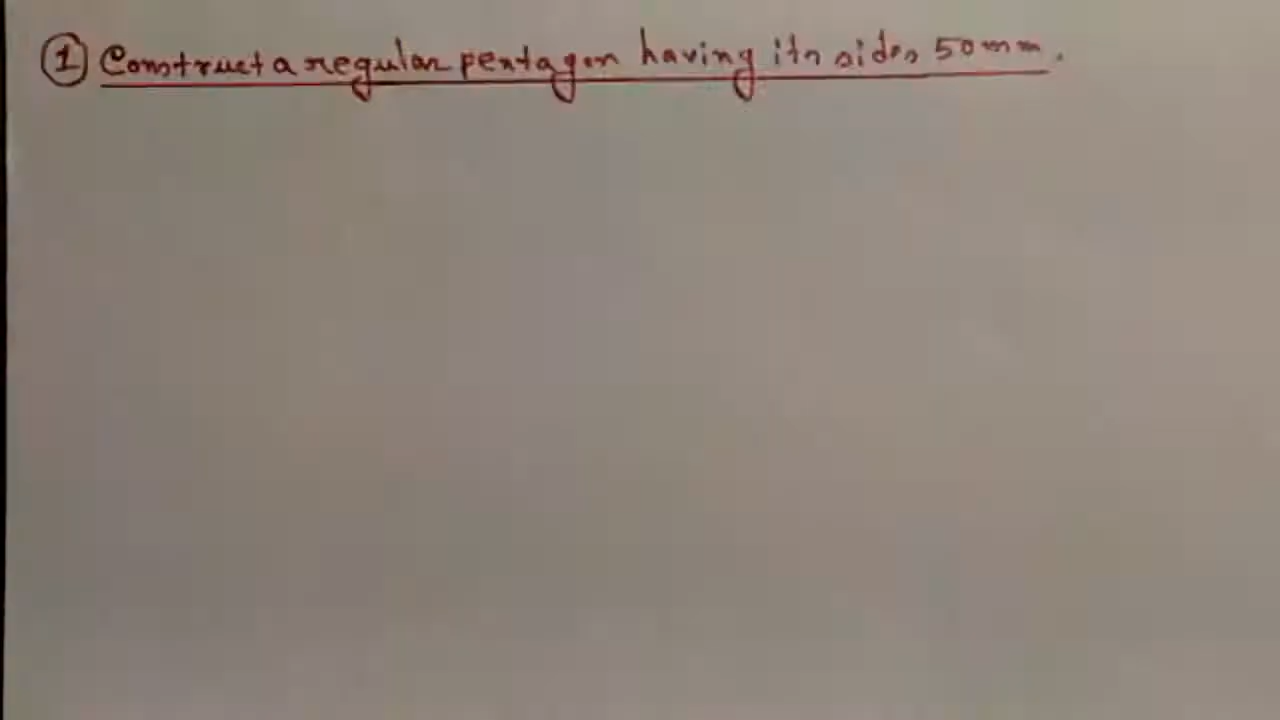 ① Construct a regular pentagon having its sides 50mm.